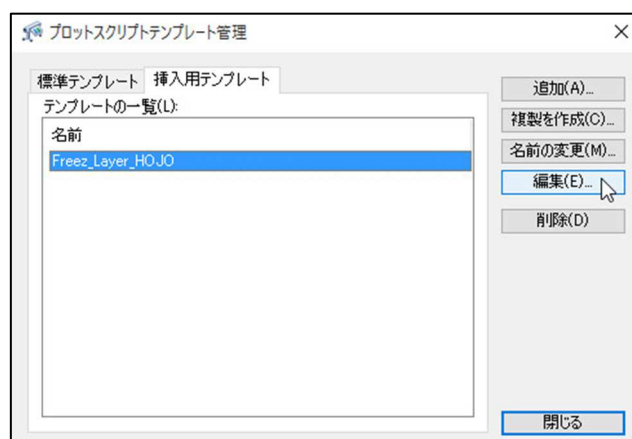 プロットスクリプトテンプレート管理
標準テンプレート 挿入用テンプレート
テンプレートの一覧(L):
名前
Freez_Layer_HOJO
追加(A)...
複製を作成(C)...
名前の変更(M)...
編集(E)...
削除(D)
閉じる